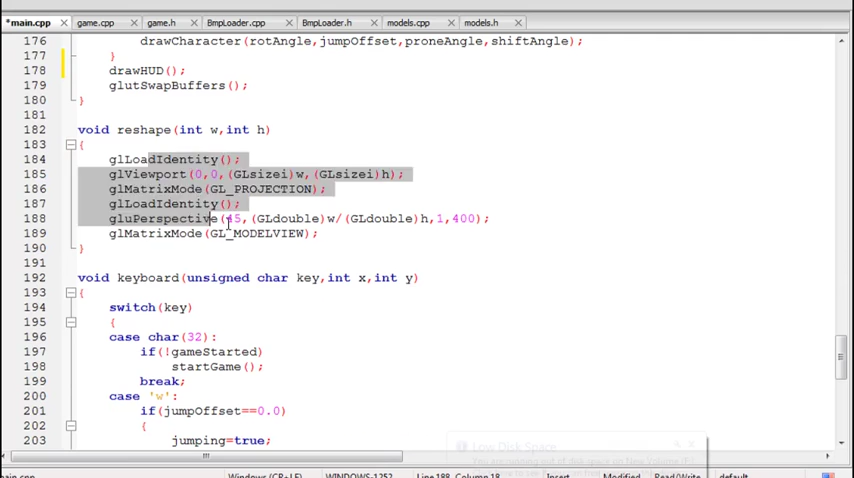 *main.cpp game.cpp game.h BmpLoader.cpp BmpLoader.h models.cpp models.h
176 drawCharacter(rotAngle,jumpOffset,proneAngle,shiftAngle);
177 }
178 drawHUD();
179 glutSwapBuffers();
180 }
181
182 void reshape(int w,int h)
183 {
184 glLoadIdentity();
185 glViewport(0,0,(GLsizei)w,(GLsizei)h);
186 glMatrixMode(GL_PROJECTION);
187 glLoadIdentity();
188 gluPerspective(45,(GLdouble)w/(GLdouble)h,1,400);
189 glMatrixMode(GL_MODELVIEW);
190 }
191
192 void keyboard(unsigned char key,int x,int y)
193 {
194 switch(key)
195 {
196 case char(32):
197 if(!gameStarted)
198 startGame();
199 break;
200 case 'w':
201 if(jumpOffset==0.0)
202 {
203 jumping=true;
Low Disk Space
main.cpp Windows (CR+LF) WINDOWS-1252 Line 188, Column 18 Insert Modified Read/Write default